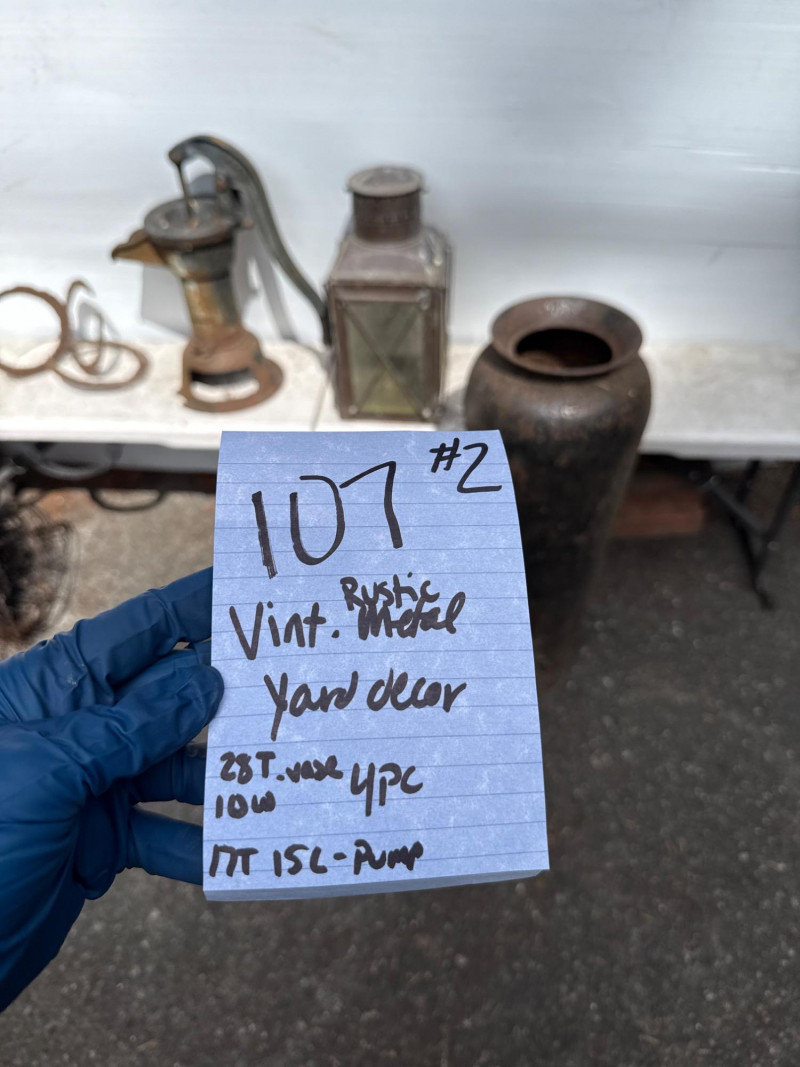 107 #2
Vint. Rustic Metal
Yard decor
28T. vase 4pc
10W
17T 15L-Pump